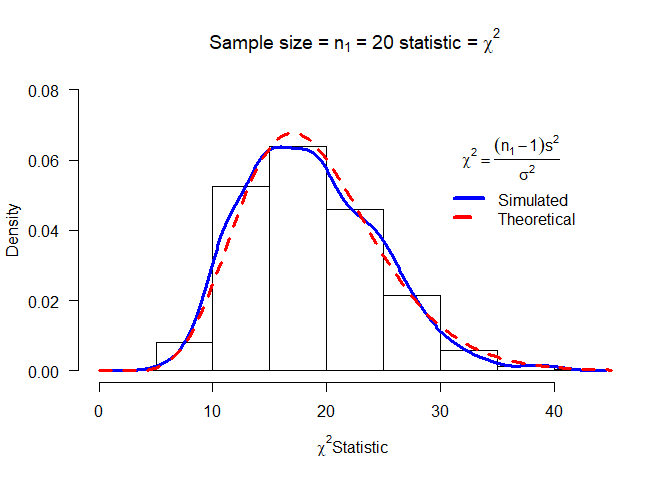 Sample size = n₁ = 20 statistic = χ²
0.08
0.06
0.04
0.02
0.00
Density
χ² = (n₁ − 1)s² / σ²
Simulated
Theoretical
0 10 20 30 40
χ²Statistic